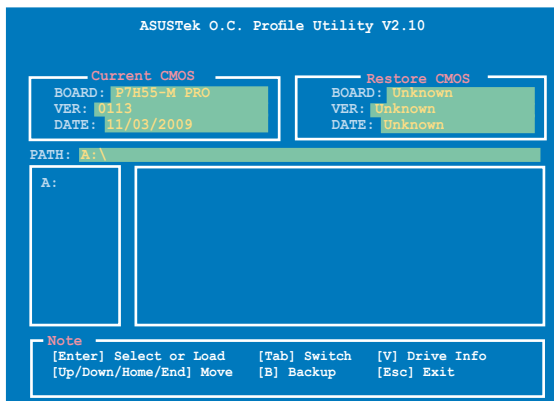 ASUSTek O.C. Profile Utility V2.10
Current CMOS
BOARD: P7H55-M PRO
VER: 0113
DATE: 11/03/2009
Restore CMOS
BOARD: Unknown
VER: Unknown
DATE: Unknown
PATH: A:\
A:
Note
[Enter] Select or Load [Tab] Switch [V] Drive Info
[Up/Down/Home/End] Move [B] Backup [Esc] Exit